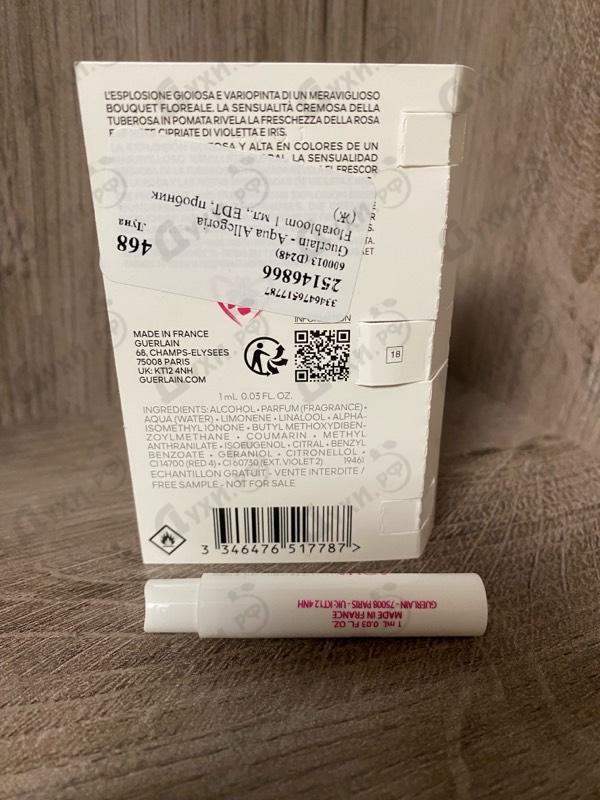 L'ESPLOSIONE GIOIOSA E VARIOPINTA DI UN MERAVIGLIOSO
BOUQUET FLOREALE. LA SENSUALITÀ CREMOSA DELLA
TUBEROSA IN POMATA RIVELA LA FRESCHEZZA DELLA ROSA
CIPRIATE DI VIOLETTA E IRIS.
Y ALTA EN COLORES DE UN
LA SENSUALIDAD
FRESCOR
Луна
468
Guerlain - Aqua Allegoria
Florabloom 1 мл., EDT, пробник
(Ж)
600013 (D248)
25146866
3346476517787
MADE IN FRANCE
GUERLAIN
68, CHAMPS-ELYSEES
75008 PARIS
UK: KT12 4NH
GUERLAIN.COM
18
1 mL 0.03 FL. OZ.
INGREDIENTS: ALCOHOL • PARFUM (FRAGRANCE) •
AQUA (WATER) • LIMONENE • LINALOOL • ALPHA-
ISOMETHYL IONONE • BUTYL METHOXYDIBEN-
ZOYLMETHANE • COUMARIN • METHYL
ANTHRANILATE • ISOEUGENOL • CITRAL • BENZYL
BENZOATE • GERANIOL • CITRONELLOL •
CI 14700 (RED 4) • CI 60730 (EXT. VIOLET 2) 19461
ECHANTILLON GRATUIT - VENTE INTERDITE /
FREE SAMPLE - NOT FOR SALE
3 346476 517787 >
1 mL 0.03 FL OZ.
MADE IN FRANCE
GUERLAIN - 75008 PARIS - UK: KT12 4NH
Духи.РФ